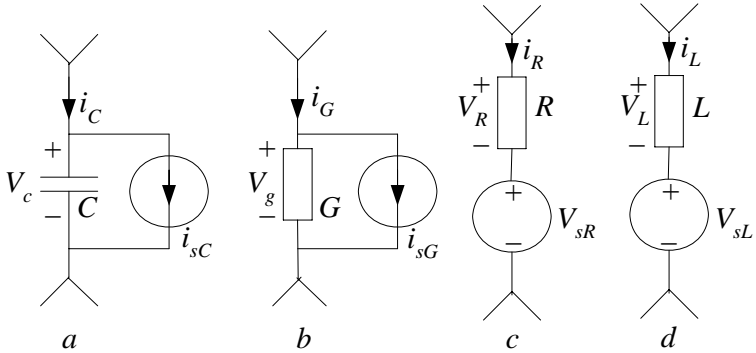 i_C
+
V_c
−
C
i_sC
a
i_G
+
V_g
−
G
i_sG
b
i_R
+
V_R
−
R
+
−
V_sR
c
i_L
+
V_L
−
L
+
−
V_sL
d